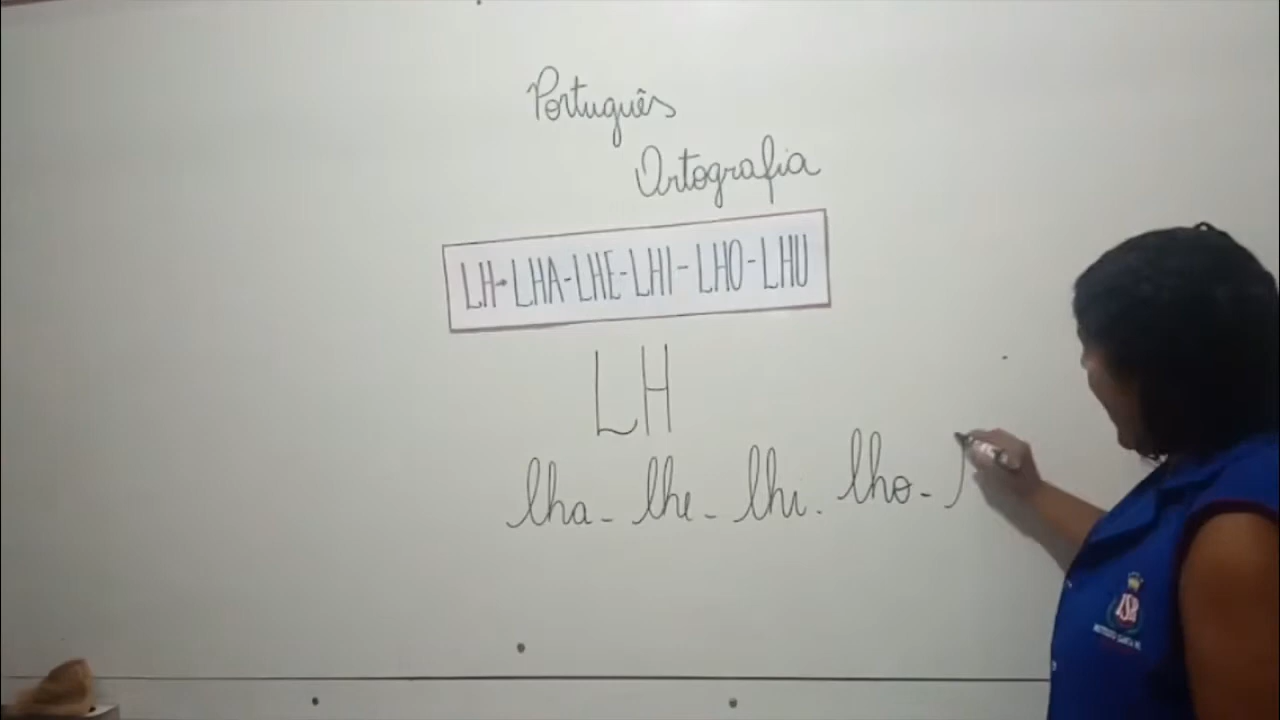 Português
Ortografia
LH-LHA-LHE-LHI-LHO-LHU
LH
lha - lhe - lhi . lho -